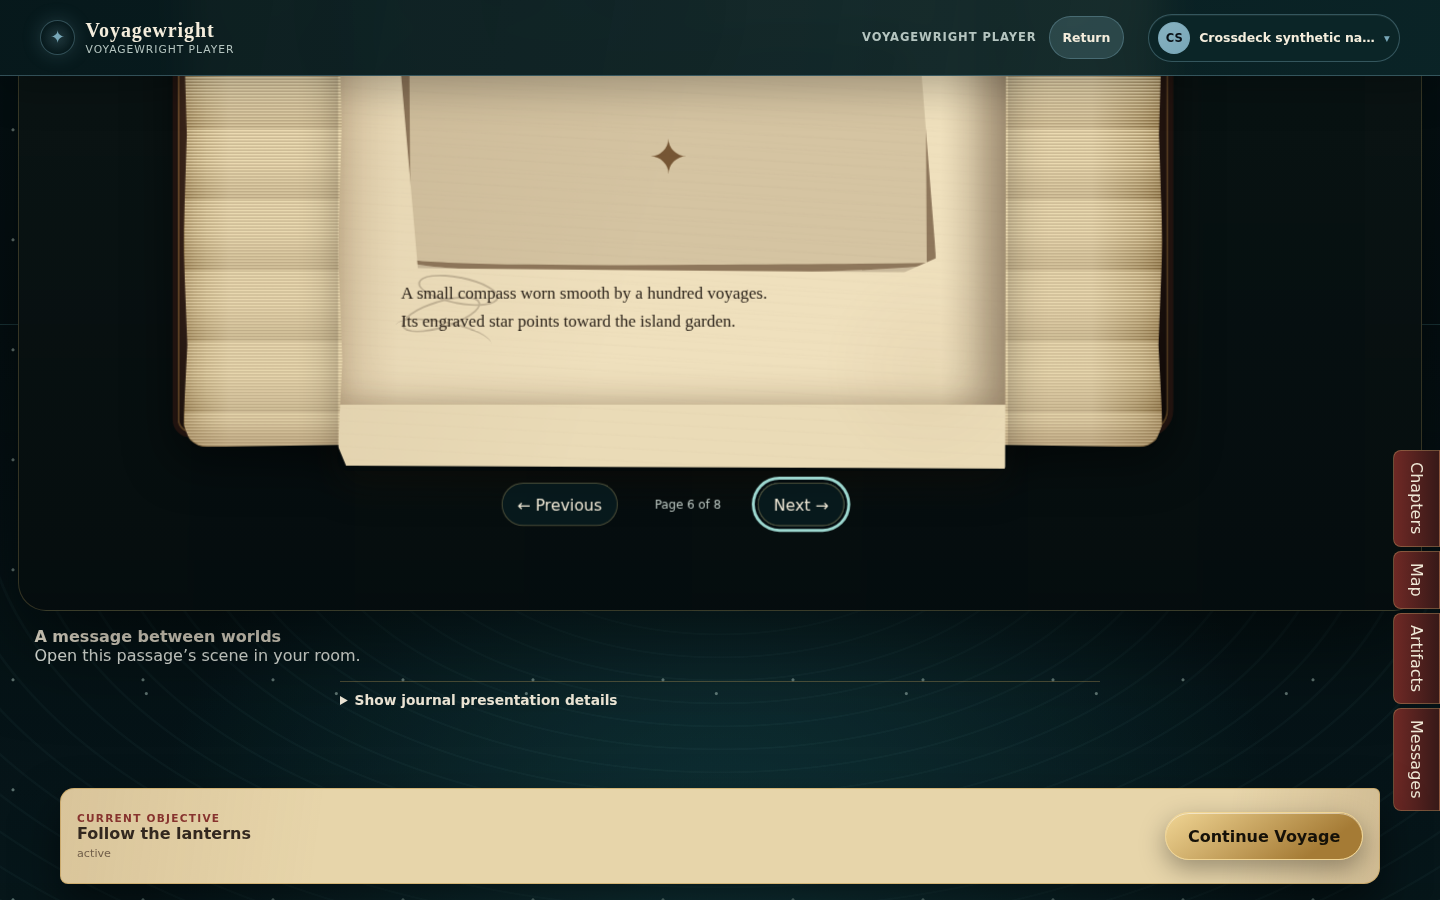 Voyagewright
VOYAGEWRIGHT PLAYER
VOYAGEWRIGHT PLAYER
Return
CS
Crossdeck synthetic na…
A small compass worn smooth by a hundred voyages.
Its engraved star points toward the island garden.
← Previous
Page 6 of 8
Next →
Chapters
Map
Artifacts
Messages
A message between worlds
Open this passage’s scene in your room.
Show journal presentation details
CURRENT OBJECTIVE
Follow the lanterns
active
Continue Voyage